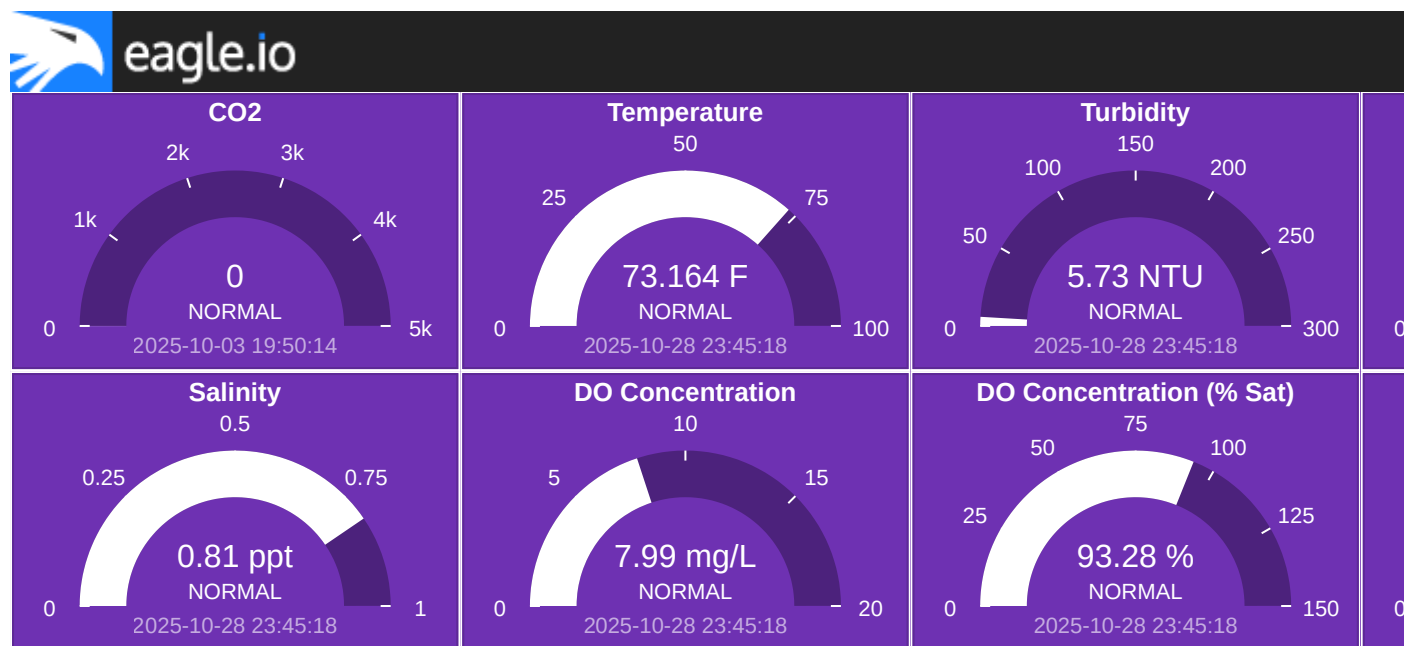 eagle.io
CO2
2k
3k
1k
4k
0
NORMAL
0
5k
2025-10-03 19:50:14
Temperature
50
25
75
73.164 F
NORMAL
0
100
2025-10-28 23:45:18
Turbidity
150
100
200
50
250
5.73 NTU
NORMAL
0
300
2025-10-28 23:45:18
0
Salinity
0.5
0.25
0.75
0.81 ppt
NORMAL
0
1
2025-10-28 23:45:18
DO Concentration
10
5
15
7.99 mg/L
NORMAL
0
20
2025-10-28 23:45:18
DO Concentration (% Sat)
75
50
100
25
125
93.28 %
NORMAL
0
150
2025-10-28 23:45:18
0